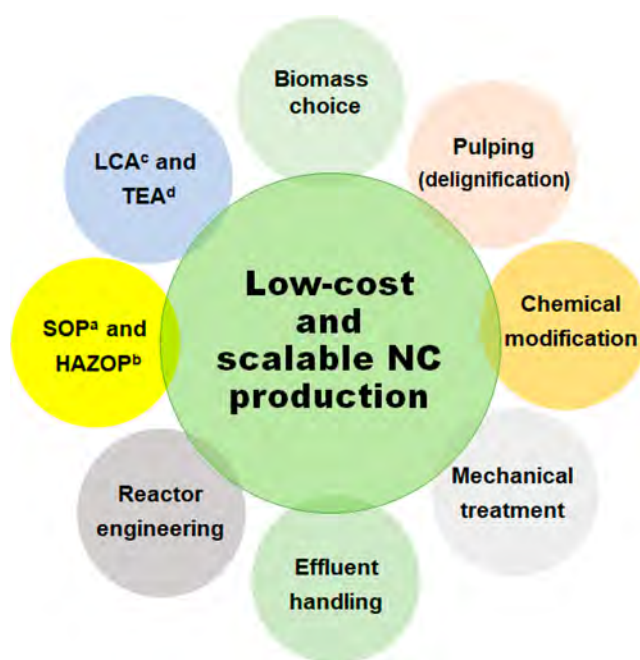 Biomass
choice
Pulping
(delignification)
Chemical
modification
Mechanical
treatment
Effluent
handling
Reactor
engineering
SOPᵃ and
HAZOPᵇ
LCAᶜ and
TEAᵈ
Low-cost
and
scalable NC
production